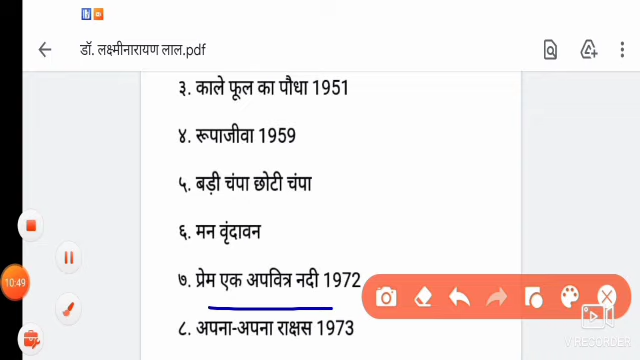 डॉ. लक्ष्मीनारायण लाल.pdf
३. काले फूल का पौधा 1951
४. रूपाजीवा 1959
५. बड़ी चंपा छोटी चंपा
६. मन वृंदावन
10:49
७. प्रेम एक अपवित्र नदी 1972
८. अपना-अपना राक्षस 1973
V RECORDER